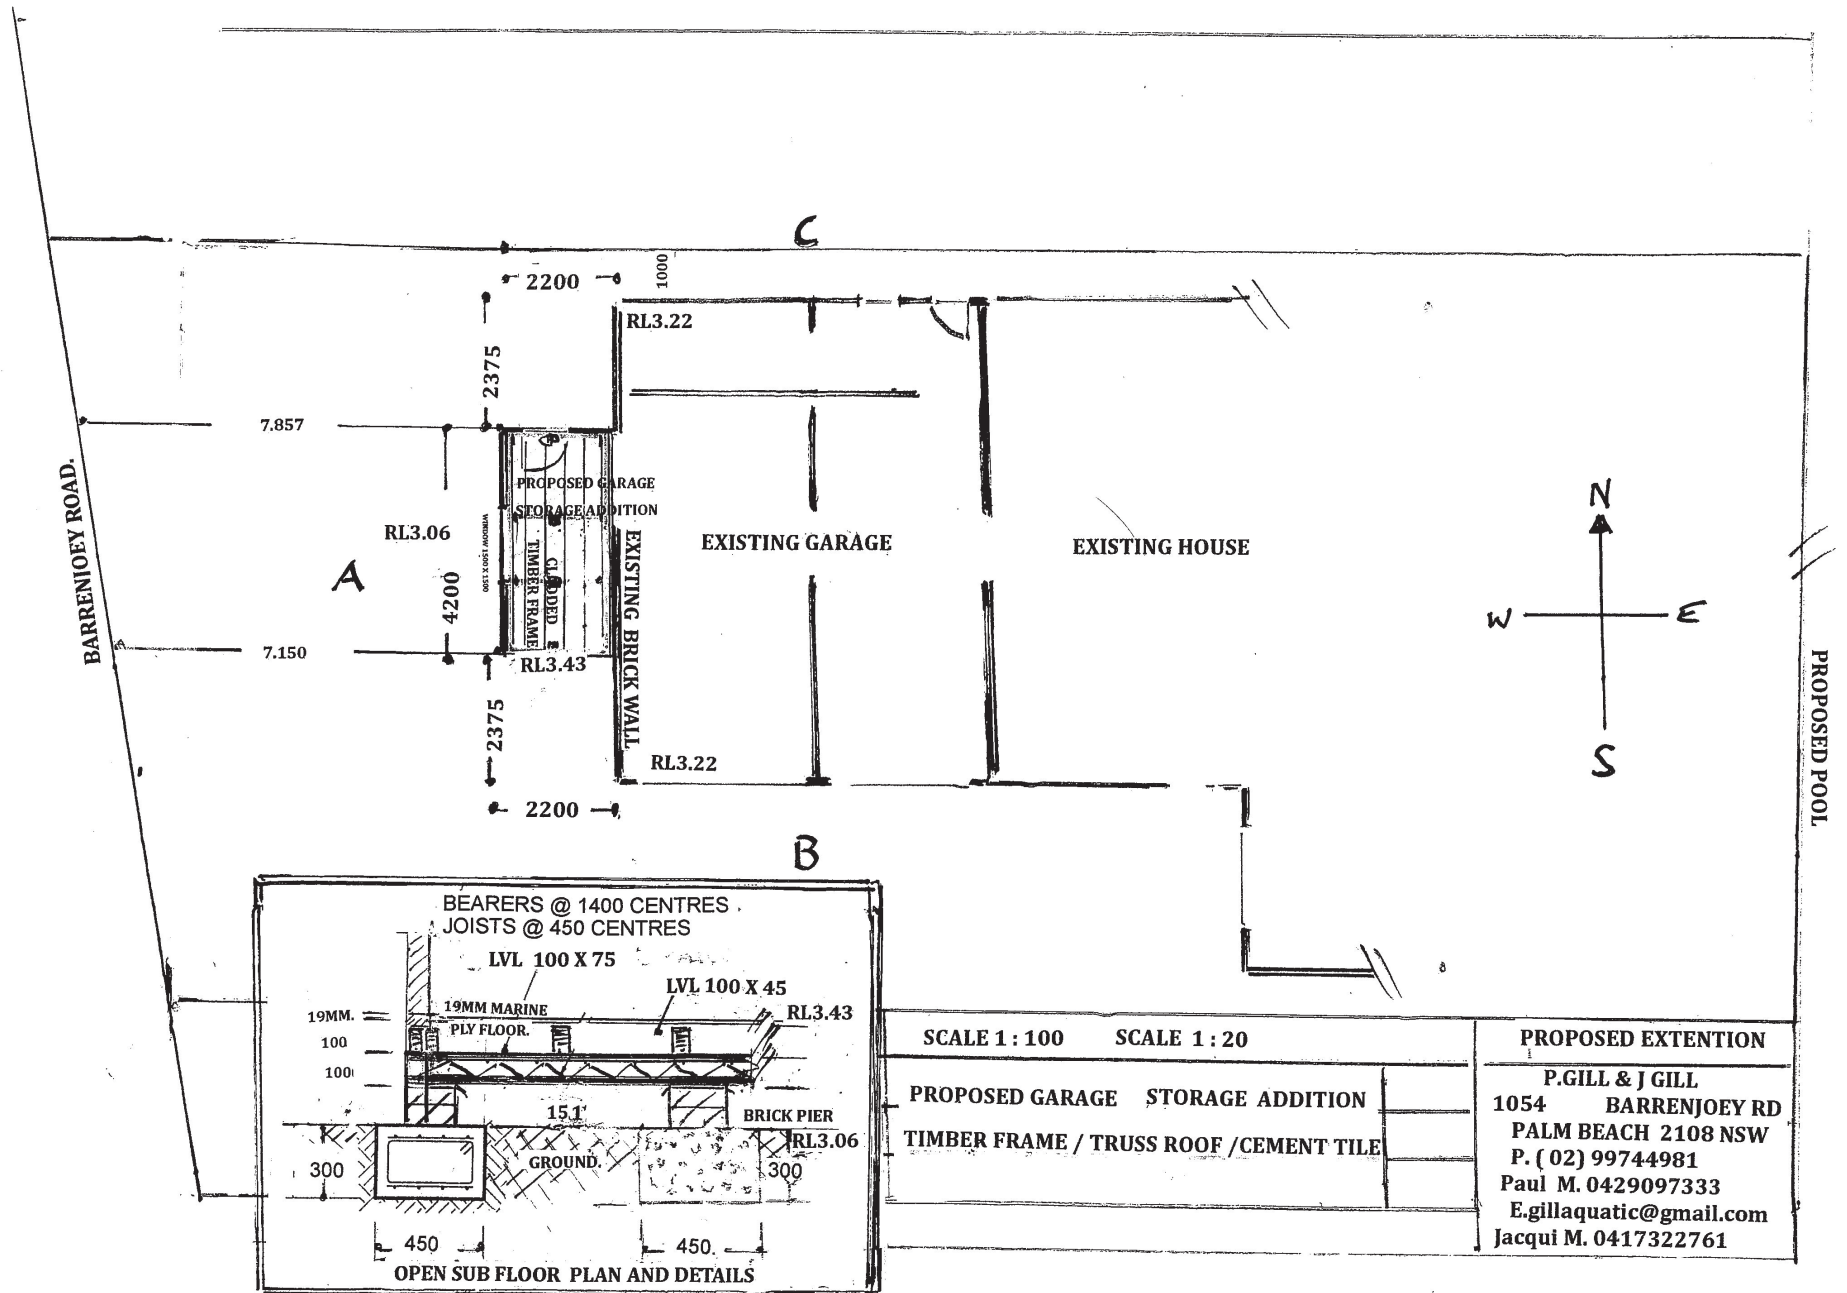 C
2200
1000
RL3.22
2375
7.857
PROPOSED GARAGE
STORAGE ADDITION
BARRENJOEY ROAD.
RL3.06
WINDOW 1500 X 1500
TIMBER FRAME
CLADDED
EXISTING BRICK WALL
EXISTING GARAGE
EXISTING HOUSE
N
W
E
S
A
4200
7.150
RL3.43
2375
RL3.22
2200
PROPOSED POOL
B
BEARERS @ 1400 CENTRES
JOISTS @ 450 CENTRES
LVL 100 X 75
LVL 100 X 45
19MM MARINE
PLY FLOOR.
RL3.43
19MM.
100
100
BRICK PIER
RL3.06
300
GROUND.
300
450
450.
OPEN SUB FLOOR PLAN AND DETAILS
SCALE 1 : 100 SCALE 1 : 20
PROPOSED GARAGE STORAGE ADDITION
TIMBER FRAME / TRUSS ROOF /CEMENT TILE
PROPOSED EXTENTION
P.GILL & J GILL
1054 BARRENJOEY RD
PALM BEACH 2108 NSW
P. ( 02) 99744981
Paul M. 0429097333
E.gillaquatic@gmail.com
Jacqui M. 0417322761